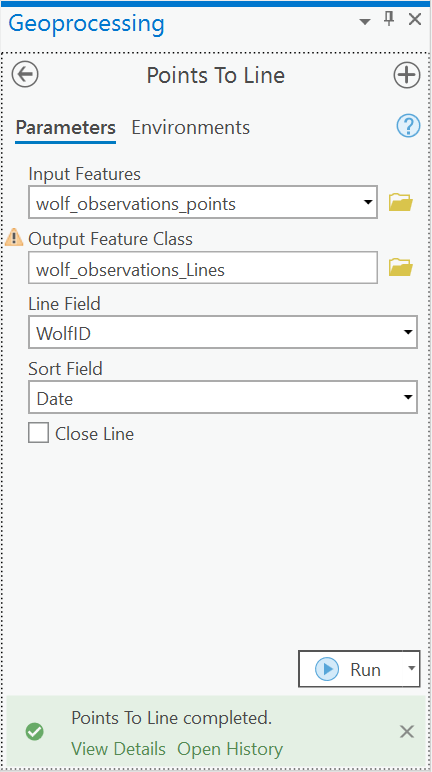 Geoprocessing
Points To Line
Parameters Environments
?
Input Features
wolf_observations_points
Output Feature Class
wolf_observations_Lines
Line Field
WolfID
Sort Field
Date
Close Line
Run
Points To Line completed.
View Details Open History